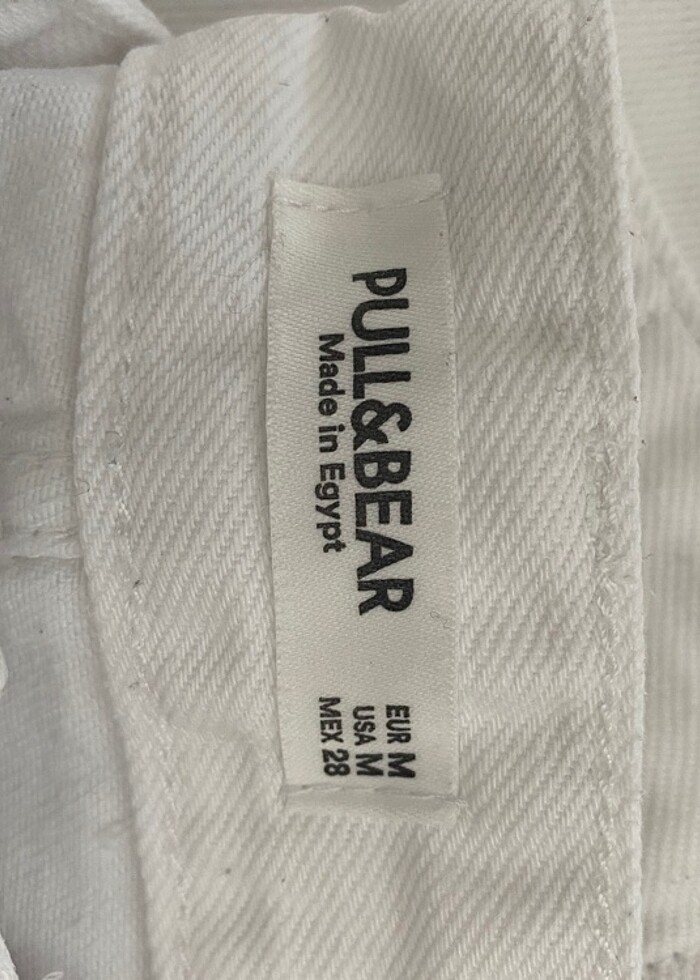 PULL&BEAR
Made in Egypt
EUR M
USA M
MEX 28